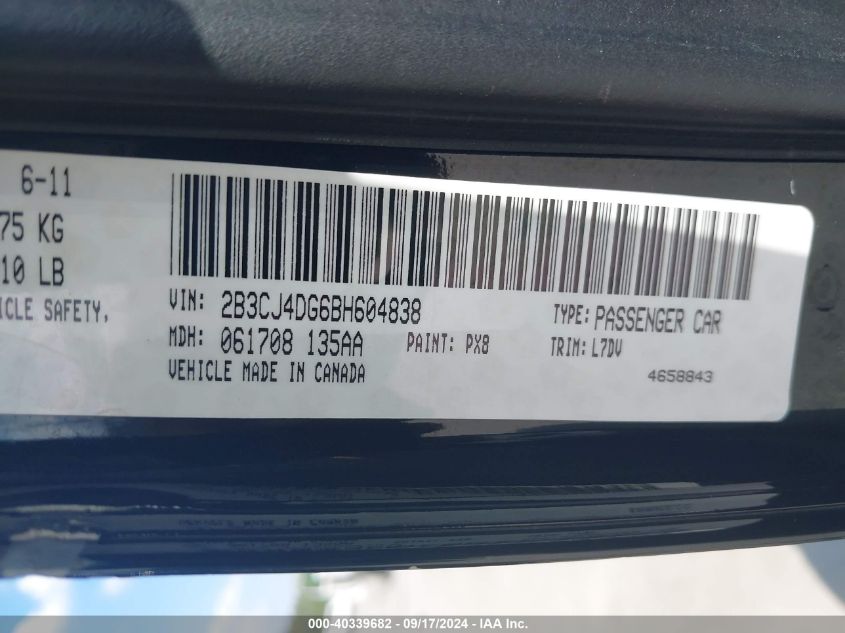 6-11
75 KG
10 LB
ICLE SAFETY,
VIN: 2B3CJ4DG6BH604838
TYPE: PASSENGER CAR
MDH: 061708 135AA
PAINT: PX8
TRIM: L7DV
VEHICLE MADE IN CANADA
4658843
000-40339682 - 09/17/2024 - IAA Inc.